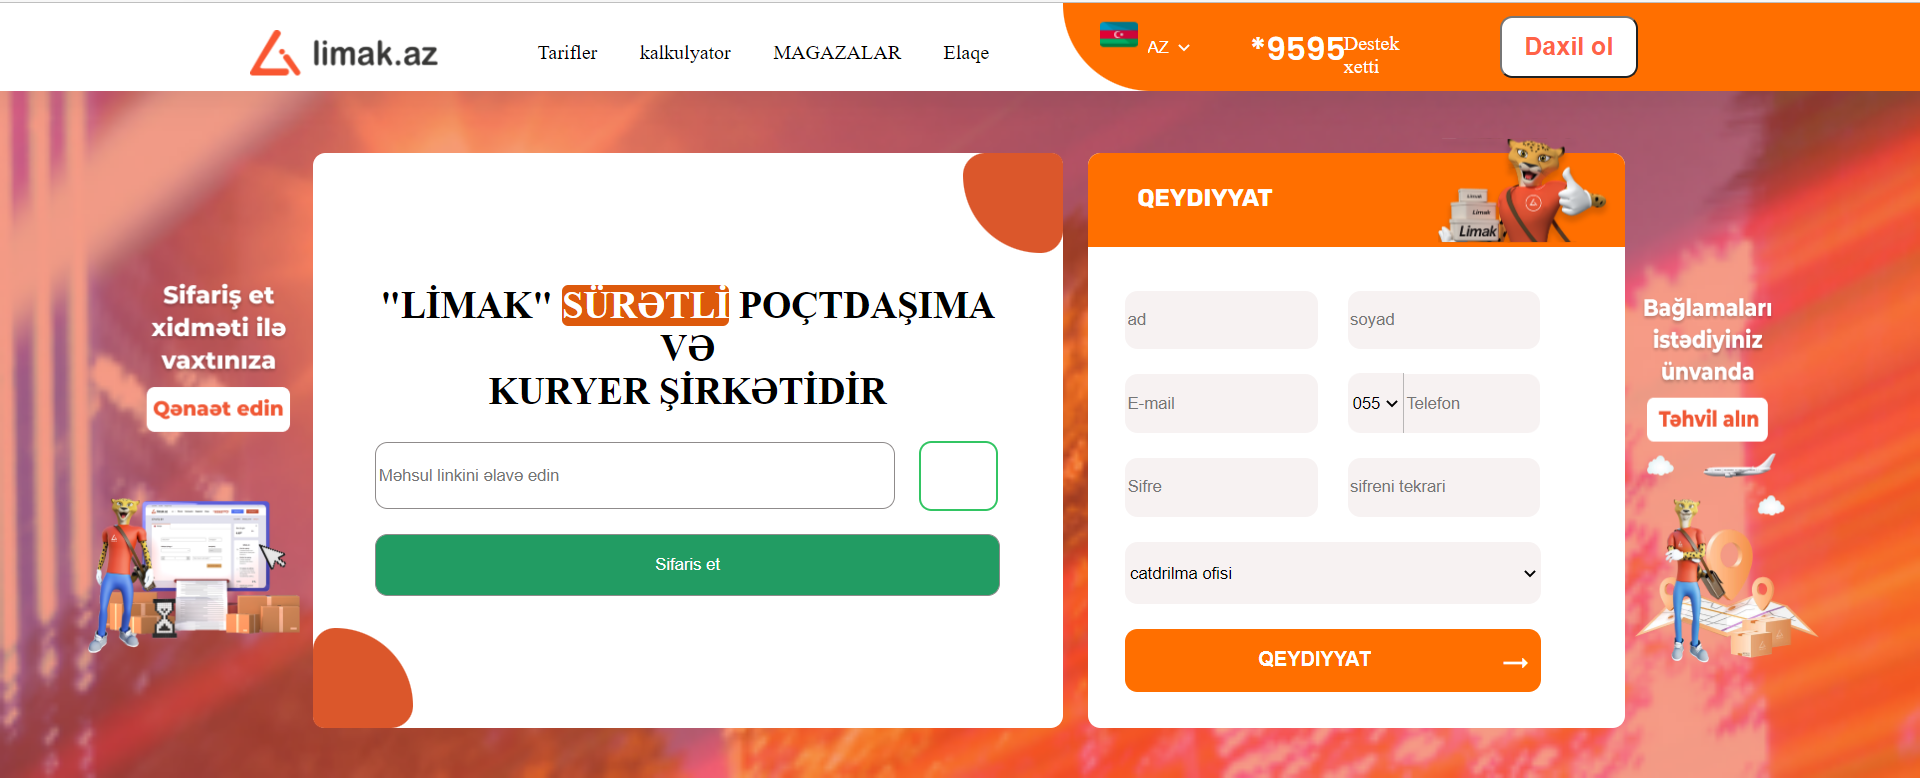 limak.az
Tarifler
kalkulyator
MAGAZALAR
Elaqe
AZ
*9595
Destek
xetti
Daxil ol
Sifariş et
xidməti ilə
vaxtınıza
Qənaət edin
"LİMAK" SÜRƏTLİ POÇTDAŞIMA
VƏ
KURYER ŞİRKƏTİDİR
Məhsul linkini əlavə edin
Sifaris et
QEYDIYYAT
Limak
Limak
Limak
ad
soyad
E-mail
055
Telefon
Sifre
sifreni tekrari
catdrilma ofisi
QEYDIYYAT
Bağlamaları
istədiyiniz
ünvanda
Təhvil alın